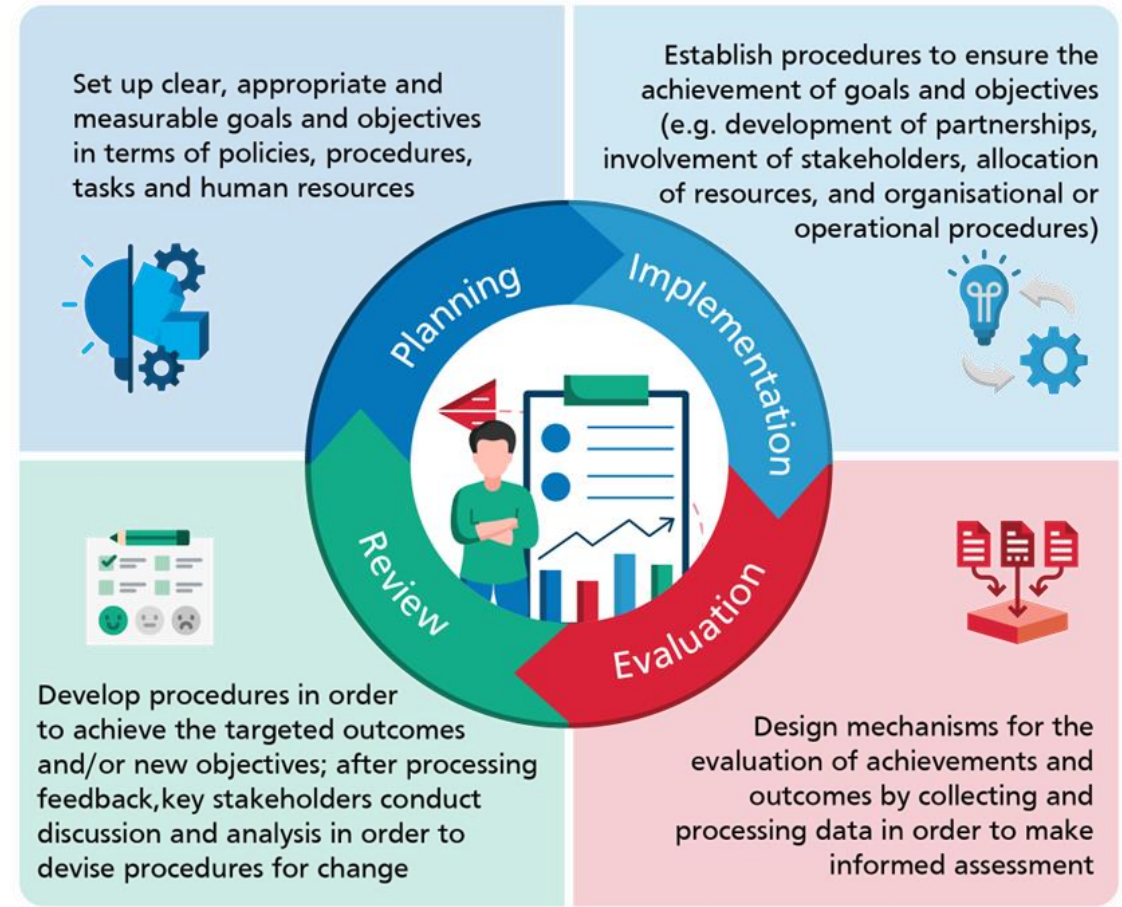 Set up clear, appropriate and
measurable goals and objectives
in terms of policies, procedures,
tasks and human resources
Establish procedures to ensure the
achievement of goals and objectives
(e.g. development of partnerships,
involvement of stakeholders, allocation
of resources, and organisational or
operational procedures)
Planning
Implementation
Review
Evaluation
Develop procedures in order
to achieve the targeted outcomes
and/or new objectives; after processing
feedback,key stakeholders conduct
discussion and analysis in order to
devise procedures for change
Design mechanisms for the
evaluation of achievements and
outcomes by collecting and
processing data in order to make
informed assessment